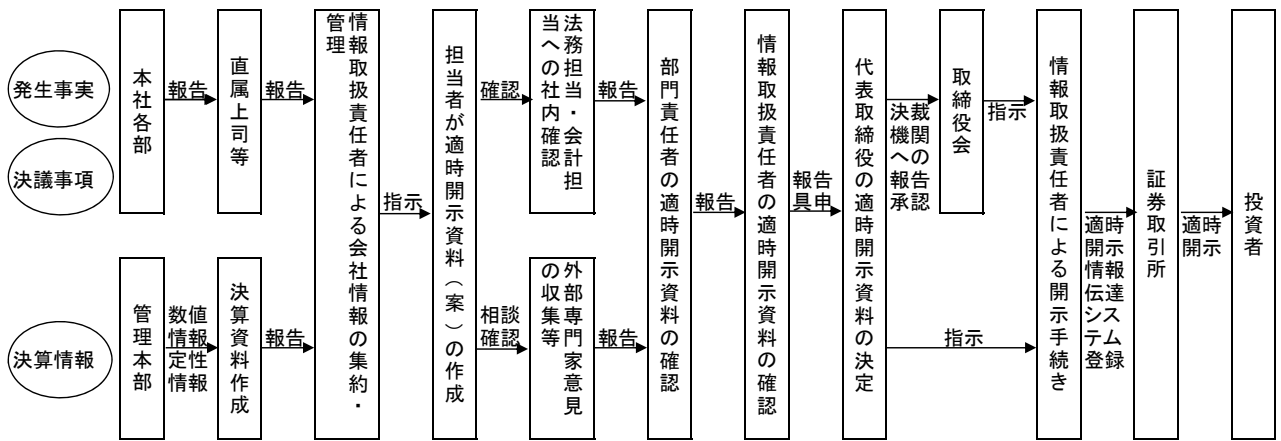 発生事実
決議事項
決算情報
本社各部
報告
直属上司等
報告
管理本部
数値
情報
定性
情報
決算資料作成
報告
情報取扱責任者による会社情報の集約・
管理
指示
担当者が適時開示資料（案）の作成
確認
法務担当・会計担
当への社内確認
報告
相談
確認
外部専門家意見
の収集等
報告
部門責任者の適時開示資料の確認
報告
情報取扱責任者の適時開示資料の確認
報告
具申
代表取締役の適時開示資料の決定
決裁
機関
への
報告
承認
取締役会
指示
指示
情報取扱責任者による開示手続き
適時
開示
情報
伝達
システム
登録
証券取引所
適時
開示
投資者